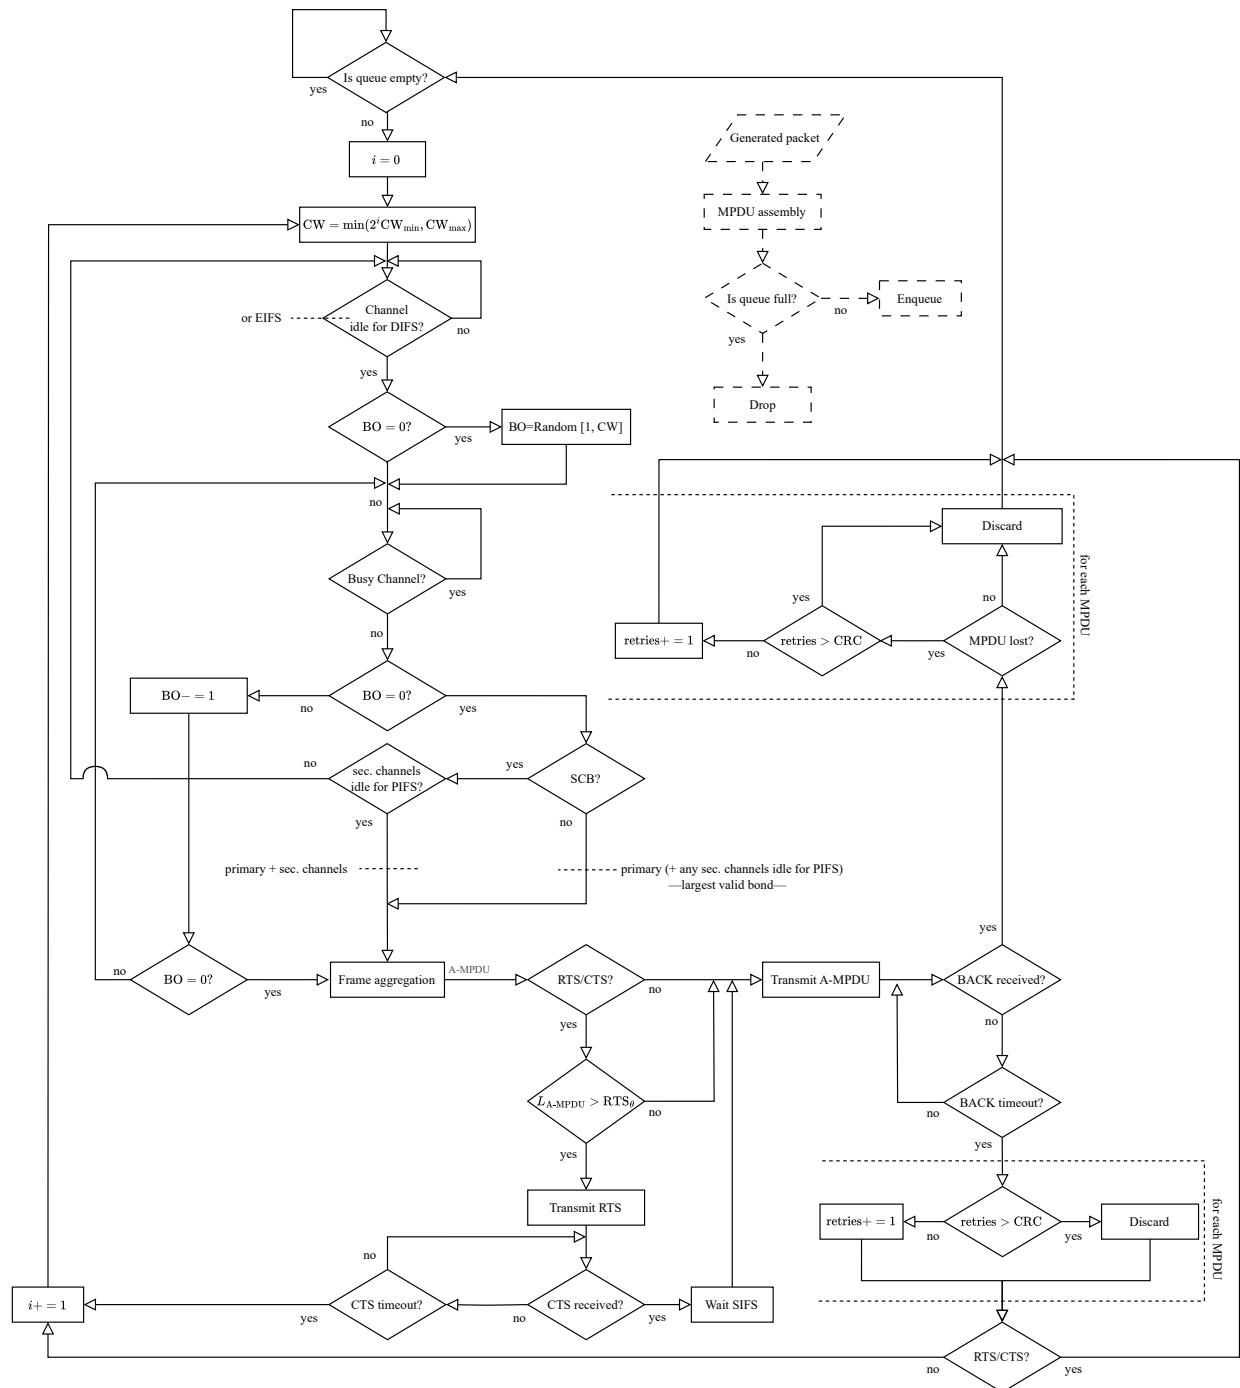 Is queue empty?
yes
no
i = 0
CW = min(2^i CW_min, CW_max)
or EIFS
Channel
idle for DIFS?
no
yes
BO = 0?
yes
BO=Random [1, CW]
no
Busy Channel?
yes
no
BO = 0?
no
yes
BO− = 1
SCB?
yes
no
sec. channels
idle for PIFS?
no
yes
primary + sec. channels
primary (+ any sec. channels idle for PIFS)
—largest valid bond—
BO = 0?
no
yes
Frame aggregation
A-MPDU
RTS/CTS?
no
yes
L_A-MPDU > RTS_θ
no
yes
Transmit RTS
CTS received?
no
yes
CTS timeout?
no
yes
i+ = 1
Wait SIFS
Transmit A-MPDU
BACK received?
yes
no
BACK timeout?
no
yes
retries > CRC
no
yes
retries+ = 1
Discard
for each MPDU
RTS/CTS?
no
yes
MPDU lost?
no
yes
retries > CRC
yes
no
retries+ = 1
Discard
for each MPDU
Generated packet
MPDU assembly
Is queue full?
no
yes
Enqueue
Drop